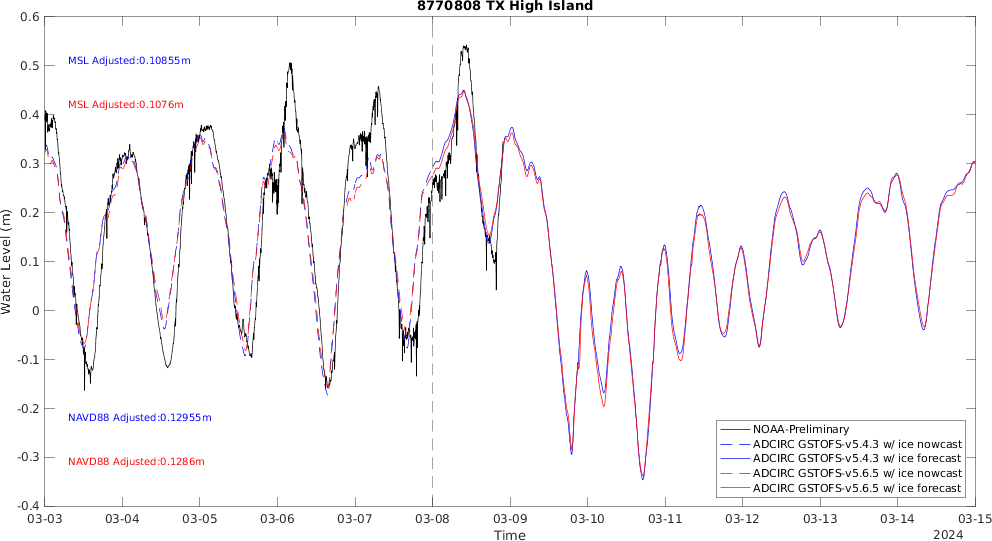 8770808 TX High Island
0.6
0.5
0.4
0.3
0.2
0.1
0
-0.1
-0.2
-0.3
-0.4
Water Level (m)
MSL Adjusted:0.10855m
MSL Adjusted:0.1076m
NAVD88 Adjusted:0.12955m
NAVD88 Adjusted:0.1286m
NOAA-Preliminary
ADCIRC GSTOFS-v5.4.3 w/ ice nowcast
ADCIRC GSTOFS-v5.4.3 w/ ice forecast
ADCIRC GSTOFS-v5.6.5 w/ ice nowcast
ADCIRC GSTOFS-v5.6.5 w/ ice forecast
03-03 03-04 03-05 03-06 03-07 03-08 03-09 03-10 03-11 03-12 03-13 03-14 03-15
Time
2024